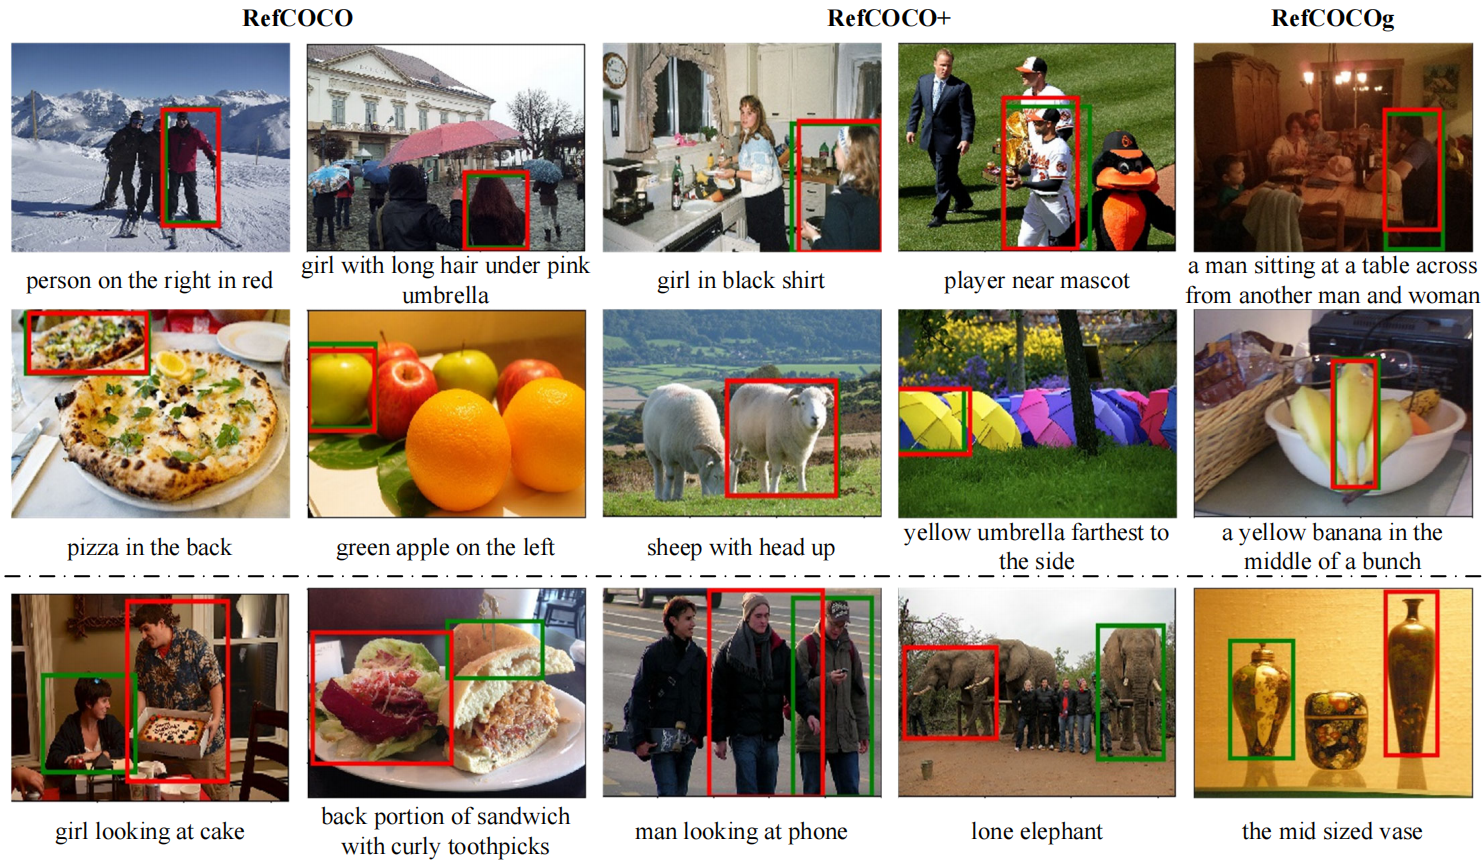 RefCOCO
RefCOCO+
RefCOCOg
person on the right in red
girl with long hair under pink
umbrella
girl in black shirt
player near mascot
a man sitting at a table across
from another man and woman
pizza in the back
green apple on the left
sheep with head up
yellow umbrella farthest to
the side
a yellow banana in the
middle of a bunch
girl looking at cake
back portion of sandwich
with curly toothpicks
man looking at phone
lone elephant
the mid sized vase